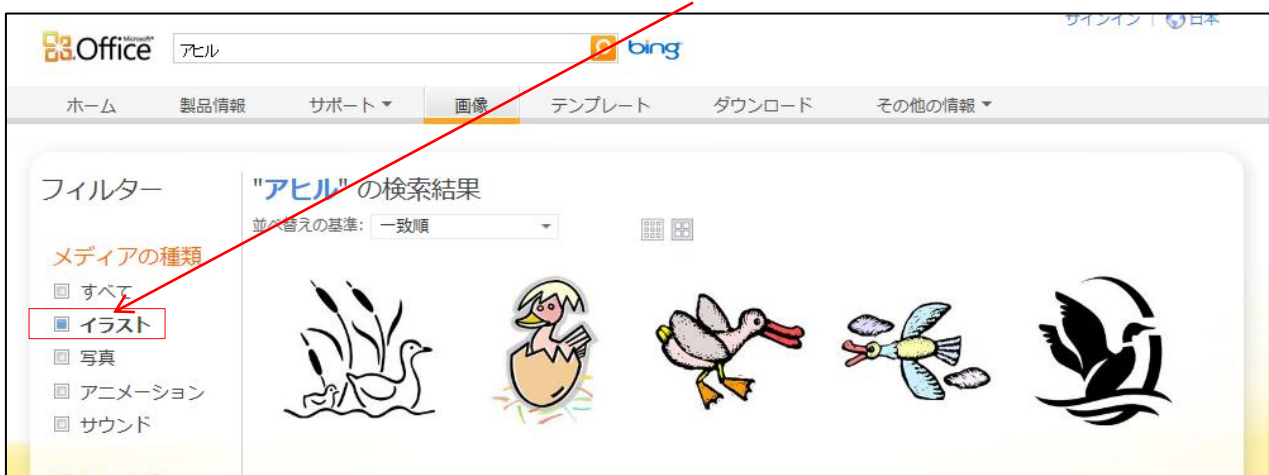 サインイン | 日本
Microsoft®
Office アヒル bing
ホーム 製品情報 サポート 画像 テンプレート ダウンロード その他の情報
フィルター
"アヒル" の検索結果
並べ替えの基準: 一致順
メディアの種類
すべて
イラスト
写真
アニメーション
サウンド